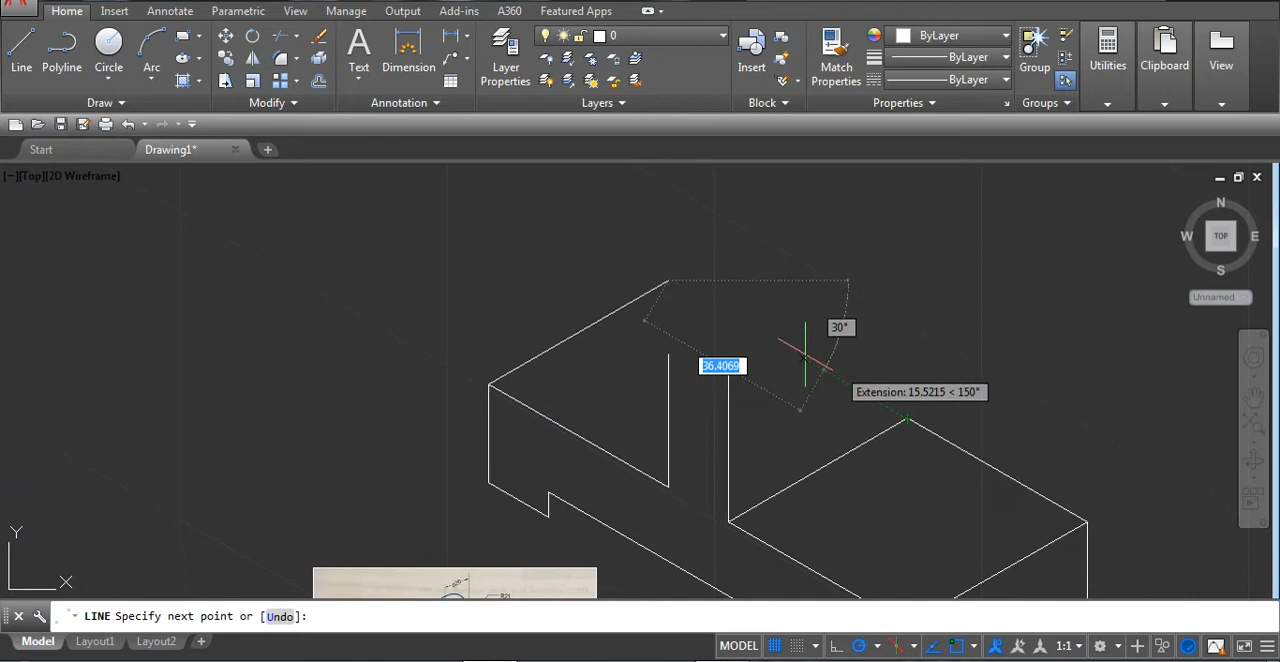 Home Insert Annotate Parametric View Manage Output Add-ins A360 Featured Apps
Line Polyline Circle Arc Text Dimension Layer Properties 0 Insert Match Properties ByLayer ByLayer ByLayer Group Utilities Clipboard View
Draw Modify Annotation Layers Block Properties Groups
Start Drawing1*
[−][Top][2D Wireframe]
N
W TOP E
S
Unnamed
30°
36.4069
Extension: 15.5215 < 150°
Y
X
R21
LINE Specify next point or [Undo]:
Model Layout1 Layout2 MODEL 1:1